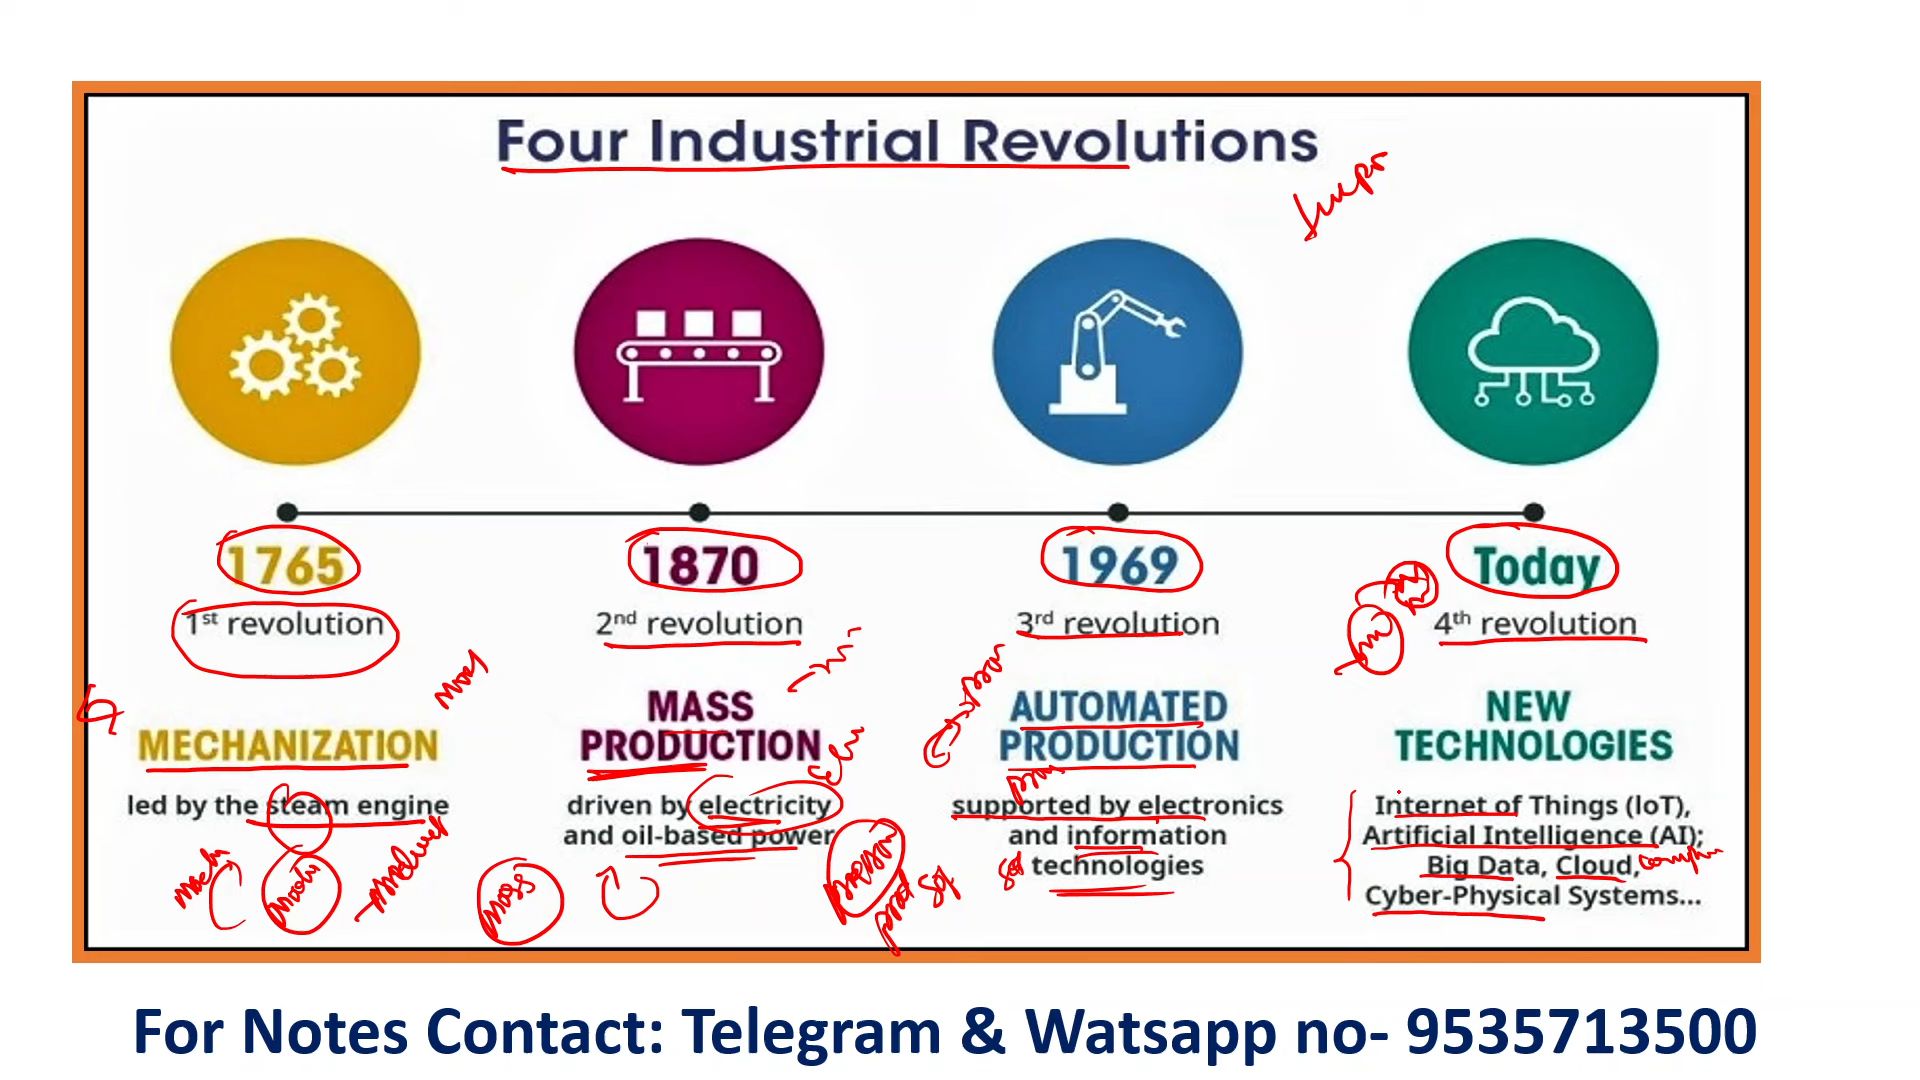 Four Industrial Revolutions
1765
1st revolution
MECHANIZATION
led by the steam engine
1870
2nd revolution
MASS
PRODUCTION
driven by electricity
and oil-based power
mass
1969
3rd revolution
AUTOMATED
PRODUCTION
supported by electronics
and information
technologies
Today
4th revolution
NEW
TECHNOLOGIES
Internet of Things (IoT),
Artificial Intelligence (AI);
Big Data, Cloud,
Cyber-Physical Systems...
For Notes Contact: Telegram & Watsapp no- 9535713500